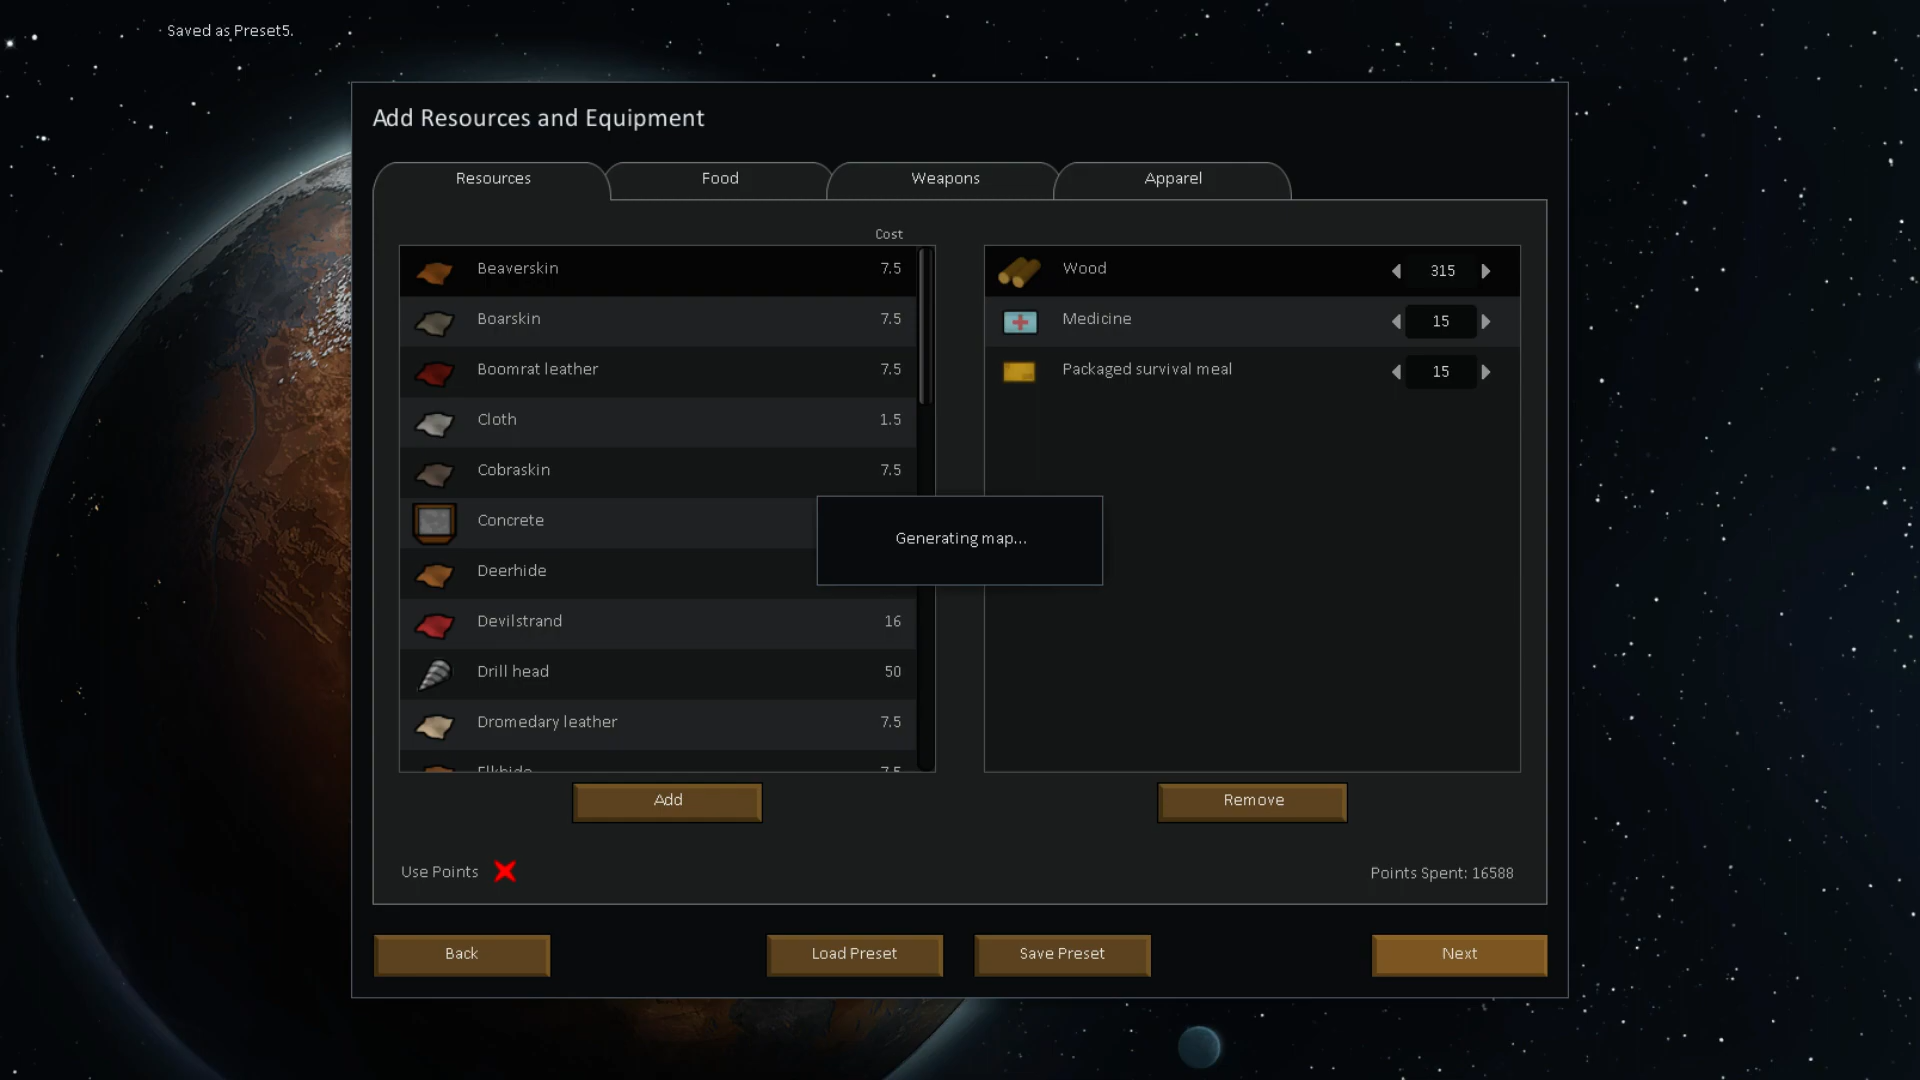 Saved as Preset5.
Add Resources and Equipment
Resources Food Weapons Apparel
Cost
Beaverskin 7.5
Boarskin 7.5
Boomrat leather 7.5
Cloth 1.5
Cobraskin 7.5
Concrete
Deerhide
Devilstrand 16
Drill head 50
Dromedary leather 7.5
Elkhide 7.5
Wood 315
Medicine 15
Packaged survival meal 15
Generating map...
Add
Remove
Use Points
Points Spent: 16588
Back
Load Preset
Save Preset
Next